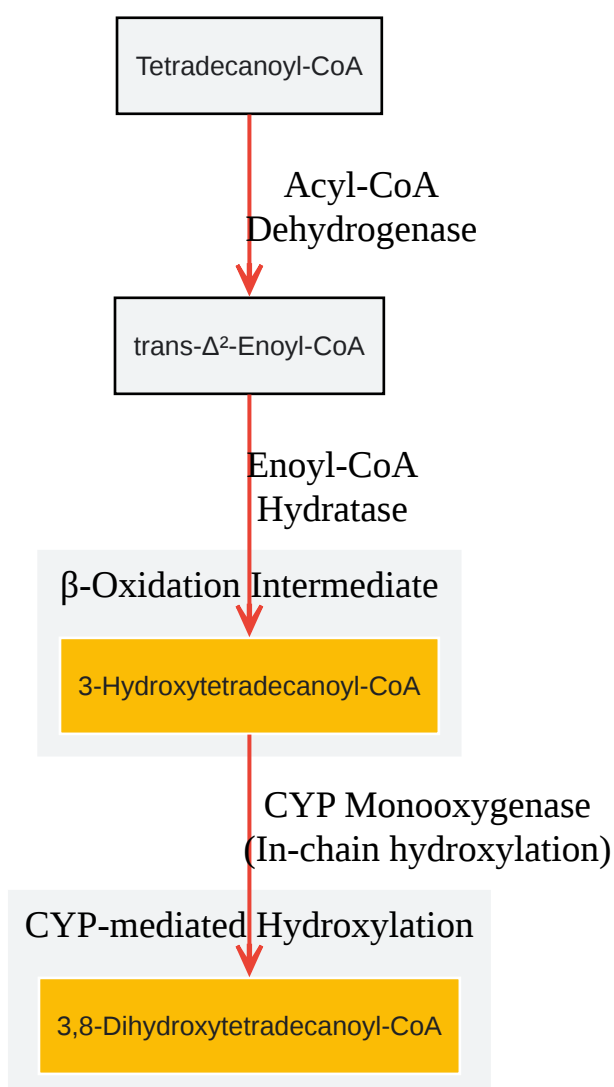 Tetradecanoyl-CoA
Acyl-CoA
Dehydrogenase
trans-Δ²-Enoyl-CoA
Enoyl-CoA
Hydratase
β-Oxidation Intermediate
3-Hydroxytetradecanoyl-CoA
CYP Monooxygenase
(In-chain hydroxylation)
CYP-mediated Hydroxylation
3,8-Dihydroxytetradecanoyl-CoA